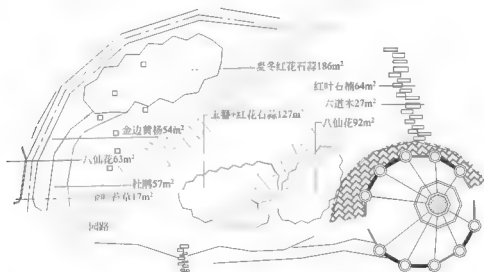 麦冬红花石蒜186m²
红叶石楠64m²
六道木27m²
玉簪+红花石蒜127m²
八仙花92m²
金边黄杨54m²
八仙花63m²
杜鹃57m²
草17m²
园路